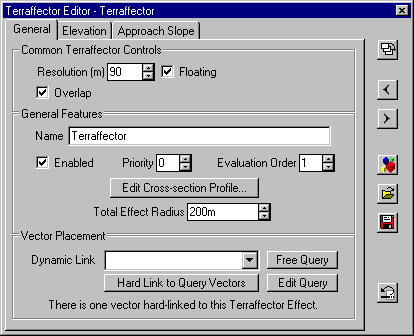 Terraffector Editor - Terraffector
General Elevation Approach Slope
Common Terraffector Controls
Resolution (m) 90 Floating
Overlap
General Features
Name Terraffector
Enabled Priority 0 Evaluation Order 1
Edit Cross-section Profile...
Total Effect Radius 200m
Vector Placement
Dynamic Link Free Query
Hard Link to Query Vectors Edit Query
There is one vector hard-linked to this Terraffector Effect.